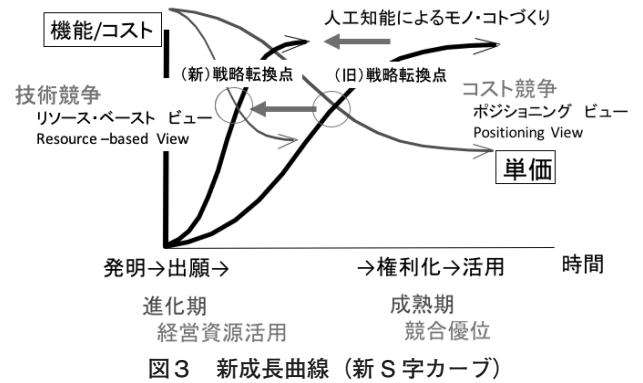 機能/コスト
人工知能によるモノ・コトづくり
（新）戦略転換点
（旧）戦略転換点
技術競争
リソース・ベースト ビュー
Resource –based View
コスト競争
ポジショニング ビュー
Positioning View
単価
発明→出願→
→権利化→活用
時間
進化期
成熟期
経営資源活用
競合優位
図３　新成長曲線（新Ｓ字カーブ）